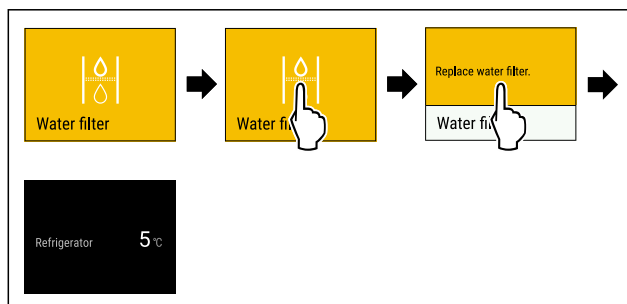 Water filter
Water fi
Replace water filter.
Water fi
Refrigerator 5 °C